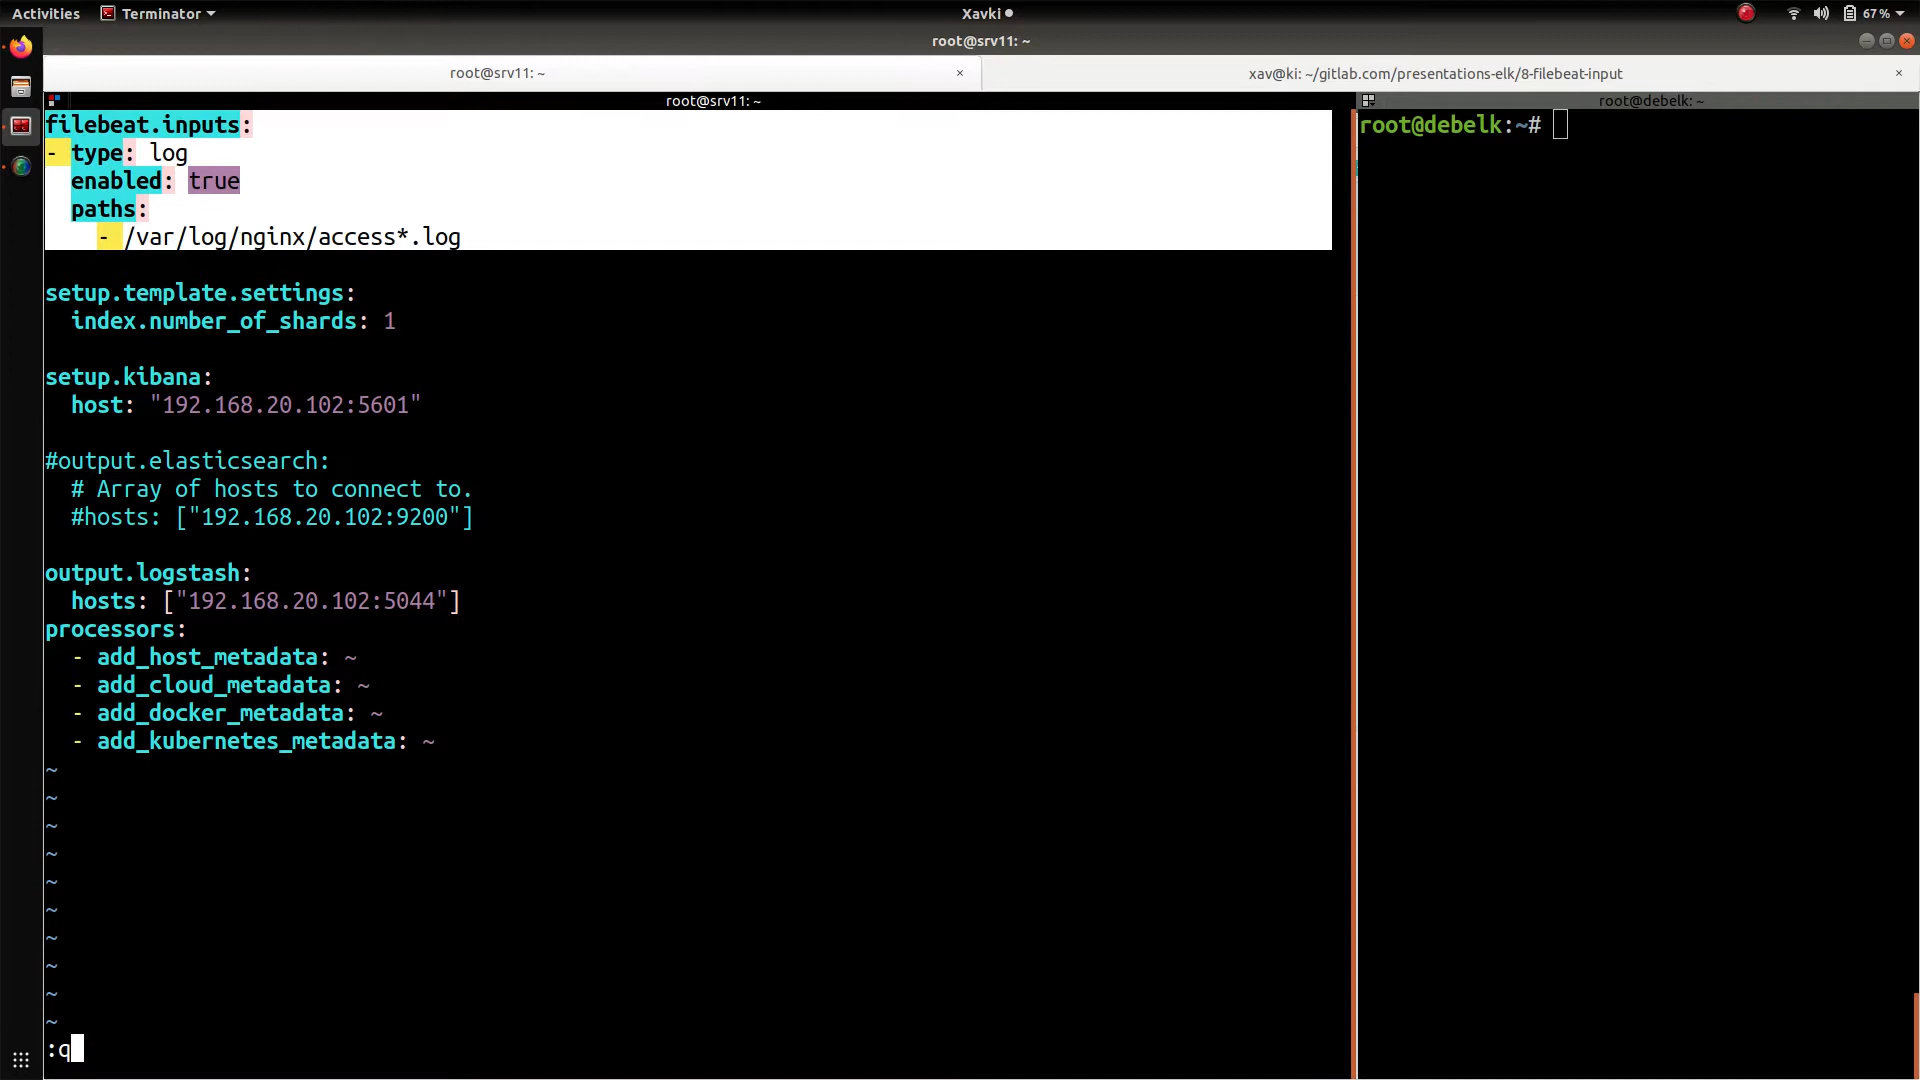 Activities
Terminator
Xavki
67%
root@srv11: ~
root@srv11: ~ ×
xav@ki: ~/gitlab.com/presentations-elk/8-filebeat-input ×
root@srv11: ~
filebeat.inputs:
- type: log
  enabled: true
  paths:
    - /var/log/nginx/access*.log
setup.template.settings:
  index.number_of_shards: 1
setup.kibana:
  host: "192.168.20.102:5601"
#output.elasticsearch:
  # Array of hosts to connect to.
  #hosts: ["192.168.20.102:9200"]
output.logstash:
  hosts: ["192.168.20.102:5044"]
processors:
  - add_host_metadata: ~
  - add_cloud_metadata: ~
  - add_docker_metadata: ~
  - add_kubernetes_metadata: ~
~
~
~
~
~
~
~
~
~
~
:q
root@debelk: ~
root@debelk:~#